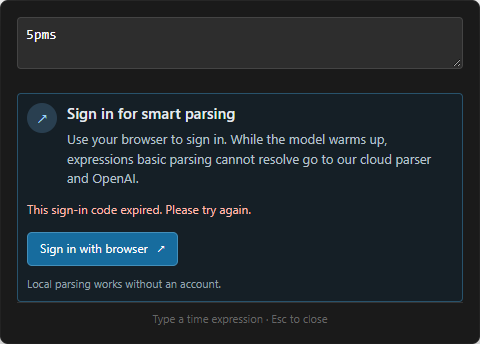 5pms
Sign in for smart parsing
Use your browser to sign in. While the model warms up,
expressions basic parsing cannot resolve go to our cloud parser
and OpenAI.
This sign-in code expired. Please try again.
Sign in with browser ↗
Local parsing works without an account.
Type a time expression · Esc to close